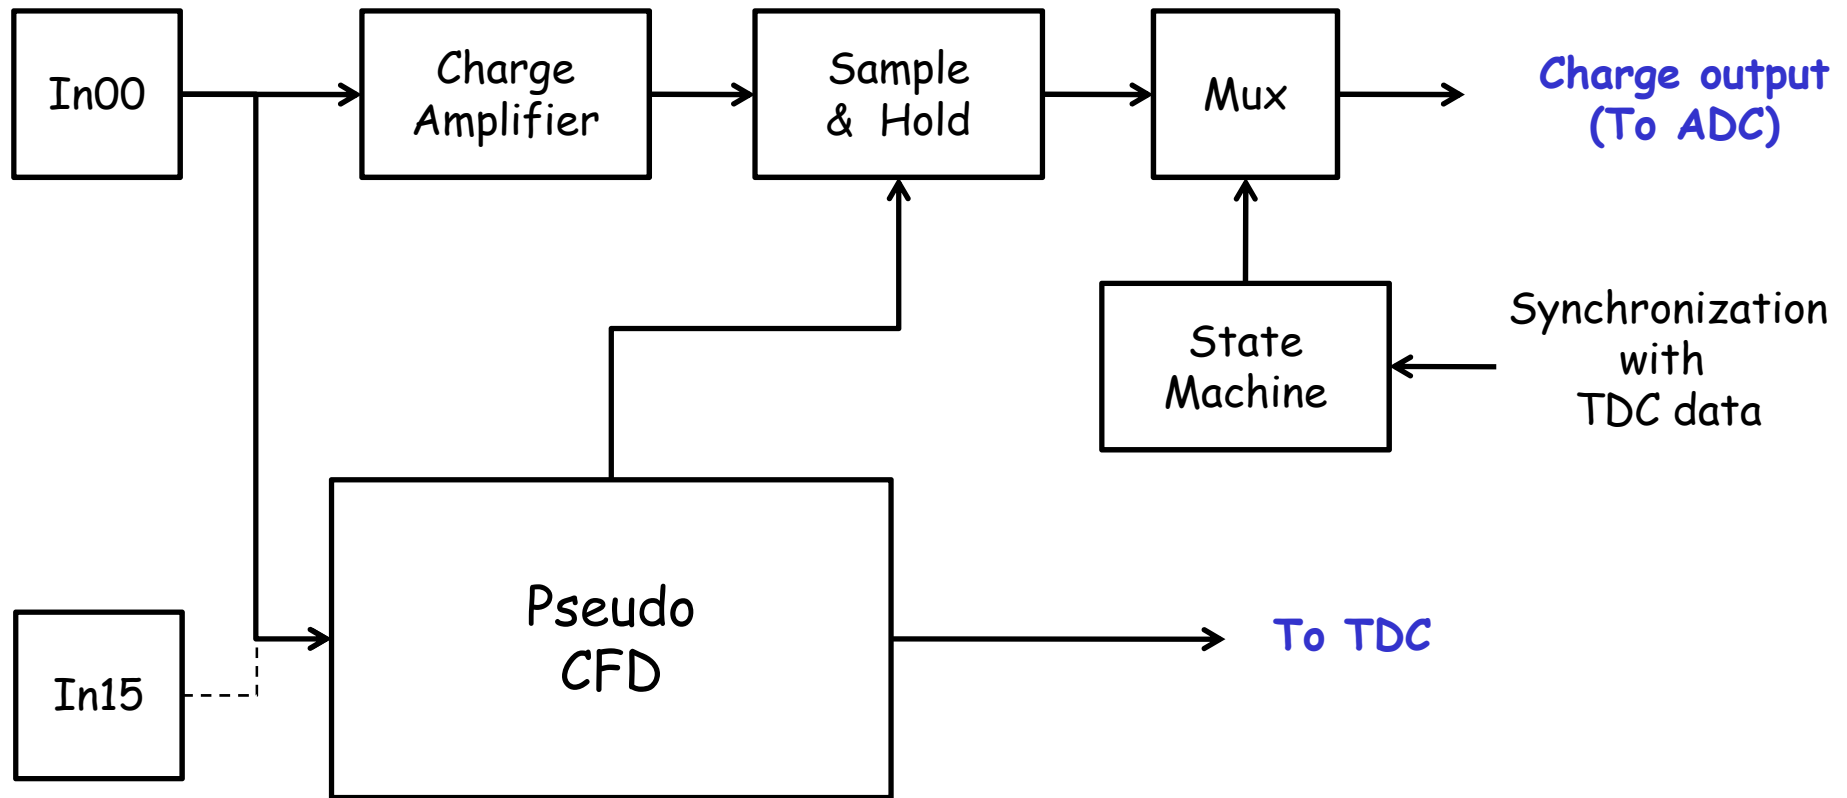 In00
Charge
Amplifier
Sample
& Hold
Mux
Charge output
(To ADC)
State
Machine
Synchronization
with
TDC data
Pseudo
CFD
To TDC
In15